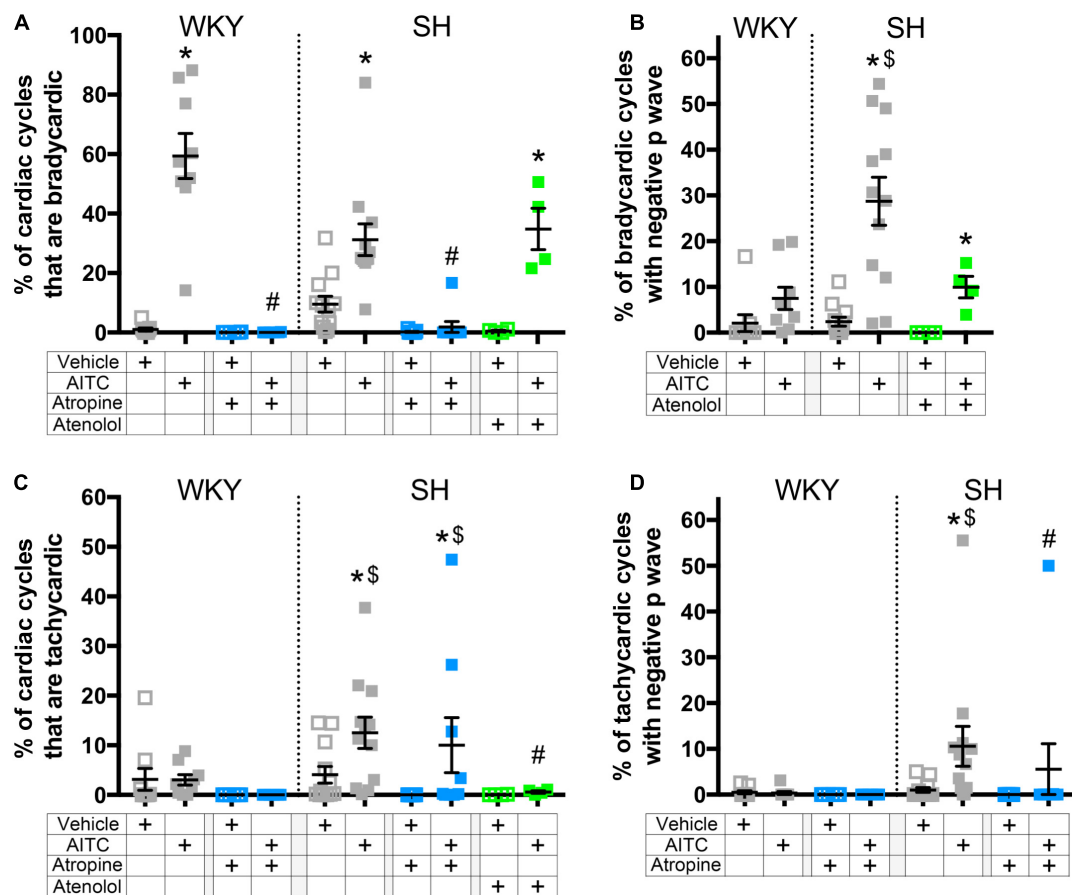 A
WKY SH
% of cardiac cycles
that are bradycardic
100
80
60
40
20
0
* * # * # *
Vehicle + + + + +
AITC + + + + +
Atropine + + + +
Atenolol + +
B
WKY SH
% of bradycardic cycles
with negative p wave
60
50
40
30
20
10
0
*$ *
Vehicle + + +
AITC + + +
Atenolol + +
C
WKY SH
% of cardiac cycles
that are tachycardic
60
50
40
30
20
10
0
*$ *$ #
Vehicle + + + + +
AITC + + + + +
Atropine + + + +
Atenolol + +
D
WKY SH
% of tachycardic cycles
with negative p wave
60
50
40
30
20
10
0
*$ #
Vehicle + + + +
AITC + + + +
Atropine + + + +